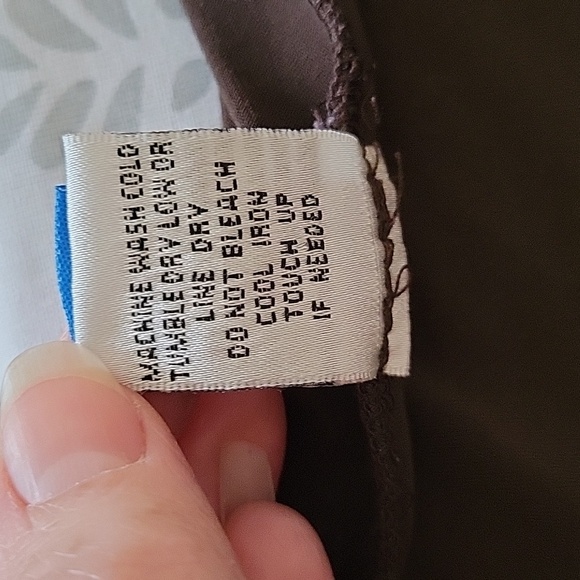 MACHINE WASH COLD
TUMBLE DRY LOW OR
LINE DRY
DO NOT BLEACH
COOL IRON
TOUCH UP
IF NEEDED